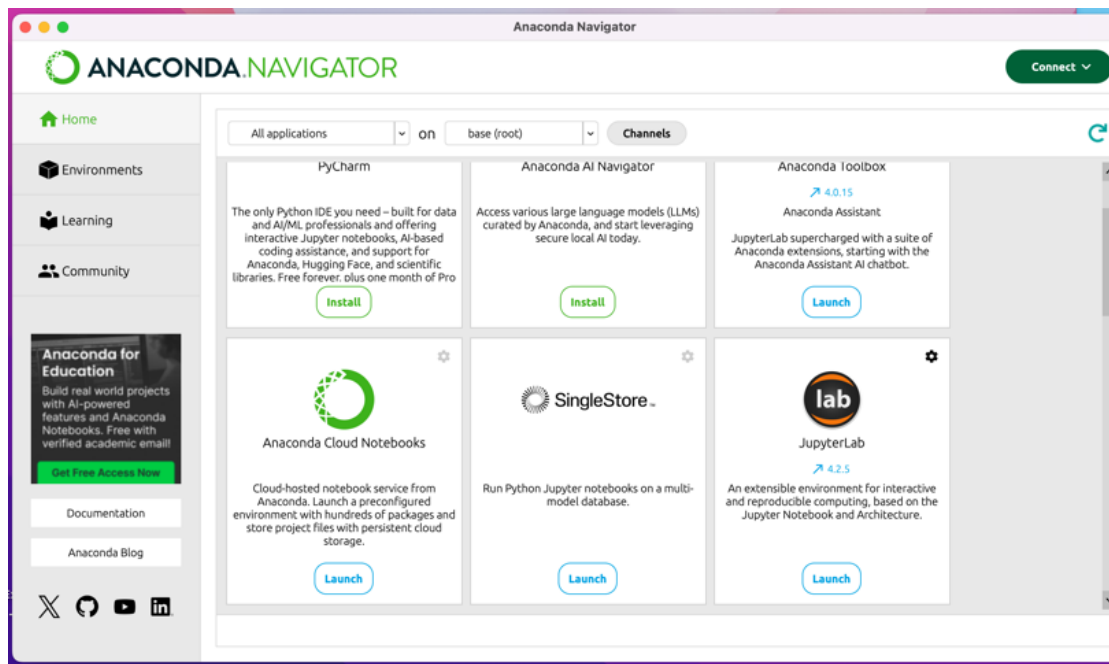 Anaconda Navigator
ANACONDA.NAVIGATOR
Connect
Home
Environments
Learning
Community
Anaconda for
Education
Build real world projects
with AI-powered
features and Anaconda
Notebooks. Free with
verified academic email!
Get Free Access Now
Documentation
Anaconda Blog
All applications
on
base (root)
Channels
PyCharm
The only Python IDE you need – built for data
and AI/ML professionals and offering
interactive Jupyter notebooks, AI-based
coding assistance, and support for
Anaconda, Hugging Face, and scientific
libraries. Free forever, plus one month of Pro
Install
Anaconda AI Navigator
Access various large language models (LLMs)
curated by Anaconda, and start leveraging
secure local AI today.
Install
Anaconda Toolbox
4.0.15
Anaconda Assistant
JupyterLab supercharged with a suite of
Anaconda extensions, starting with the
Anaconda Assistant AI chatbot.
Launch
Anaconda Cloud Notebooks
Cloud-hosted notebook service from
Anaconda. Launch a preconfigured
environment with hundreds of packages and
store project files with persistent cloud
storage.
Launch
SingleStore
Run Python Jupyter notebooks on a multi-
model database.
Launch
lab
JupyterLab
4.2.5
An extensible environment for interactive
and reproducible computing, based on the
Jupyter Notebook and Architecture.
Launch